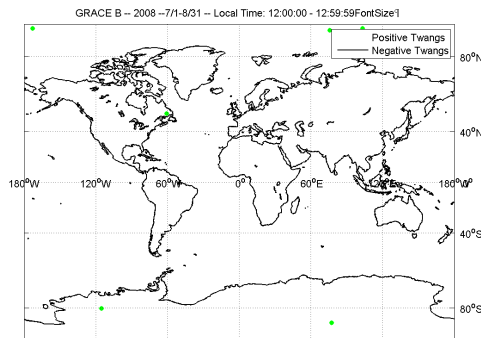 GRACE B -- 2008 --7/1-8/31 -- Local Time: 12:00:00 - 12:59:59FontSize
Positive Twangs
Negative Twangs
80°N
40°N
180°W 120°W 60°W 0° 60°E 180°W
40°S
80°S